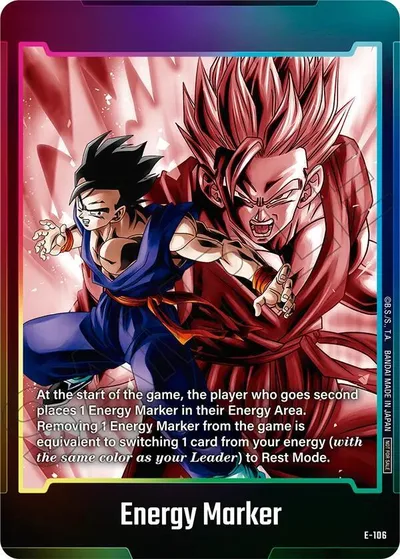 At the start of the game, the player who goes second
places 1 Energy Marker in their Energy Area.
Removing 1 Energy Marker from the game is
equivalent to switching 1 card from your energy (with
the same color as your Leader) to Rest Mode.
©B.S./S., T.A. BANDAI MADE IN JAPAN
NOT FOR SALE
Energy Marker
E-106